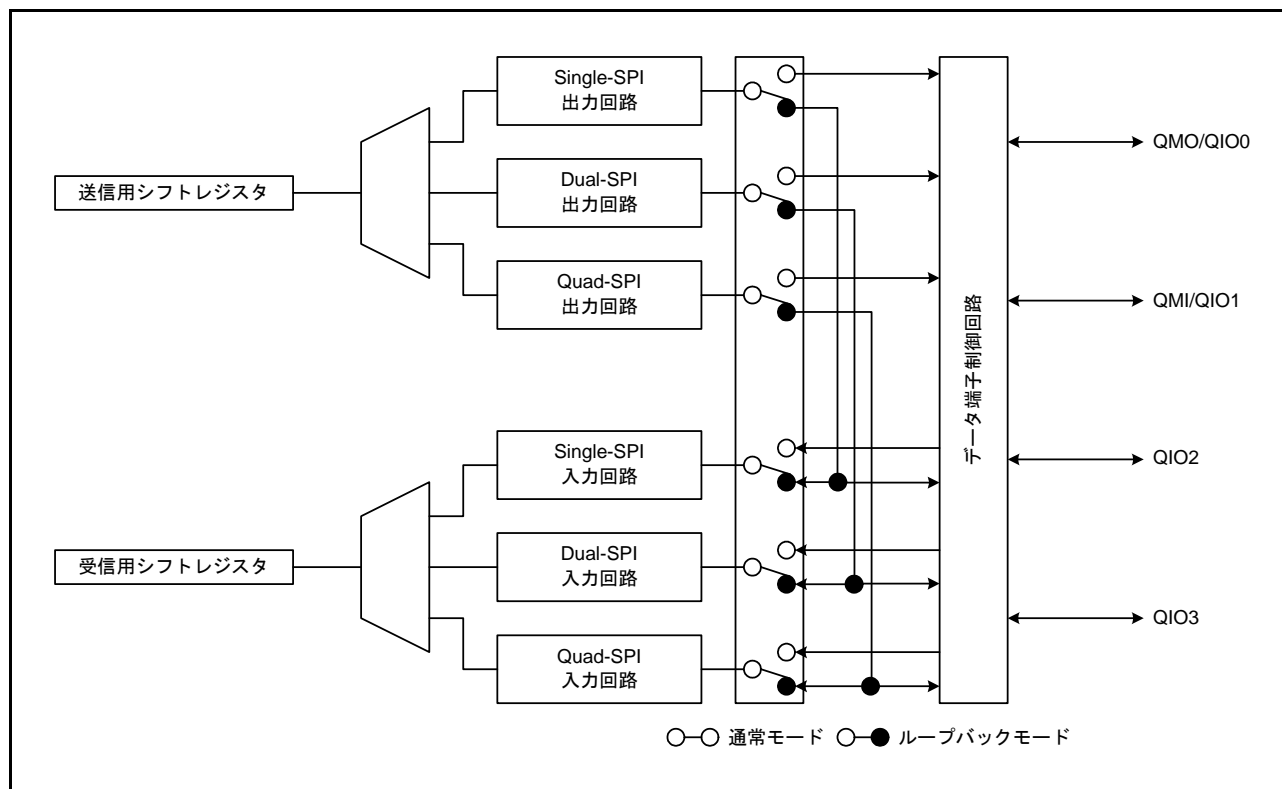 Single-SPI
出力回路
QMO/QIO0
送信用シフトレジスタ
Dual-SPI
出力回路
Quad-SPI
出力回路
QMI/QIO1
データ端子制御回路
Single-SPI
入力回路
QIO2
受信用シフトレジスタ
Dual-SPI
入力回路
QIO3
Quad-SPI
入力回路
通常モード
ループバックモード